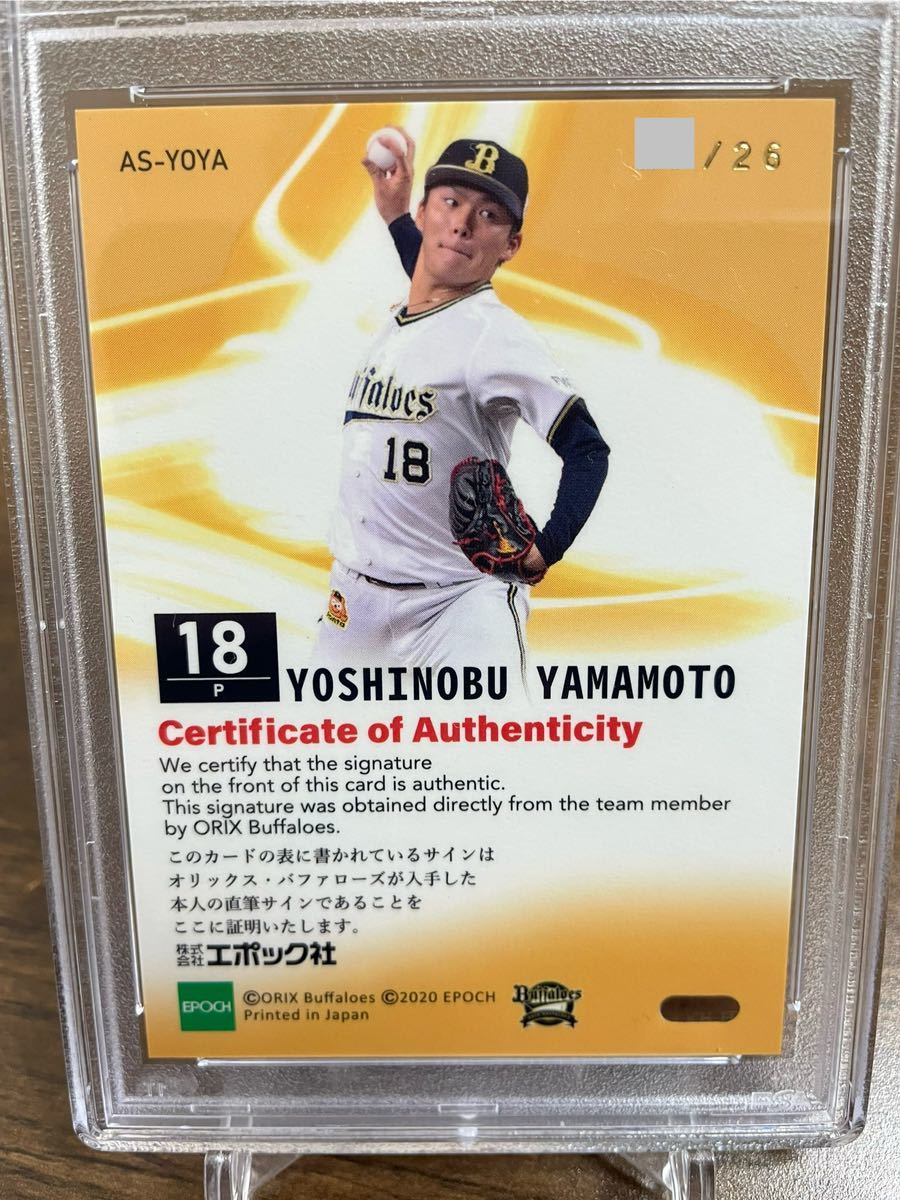 AS-YOYA
/26
B
Buffaloes
18
18
P
YOSHINOBU YAMAMOTO
Certificate of Authenticity
We certify that the signature
on the front of this card is authentic.
This signature was obtained directly from the team member
by ORIX Buffaloes.
このカードの表に書かれているサインは
オリックス・バファローズが入手した
本人の直筆サインであることを
ここに証明いたします。
株式会社エポック社
EPOCH
©ORIX Buffaloes ©2020 EPOCH
Printed in Japan
Buffaloes